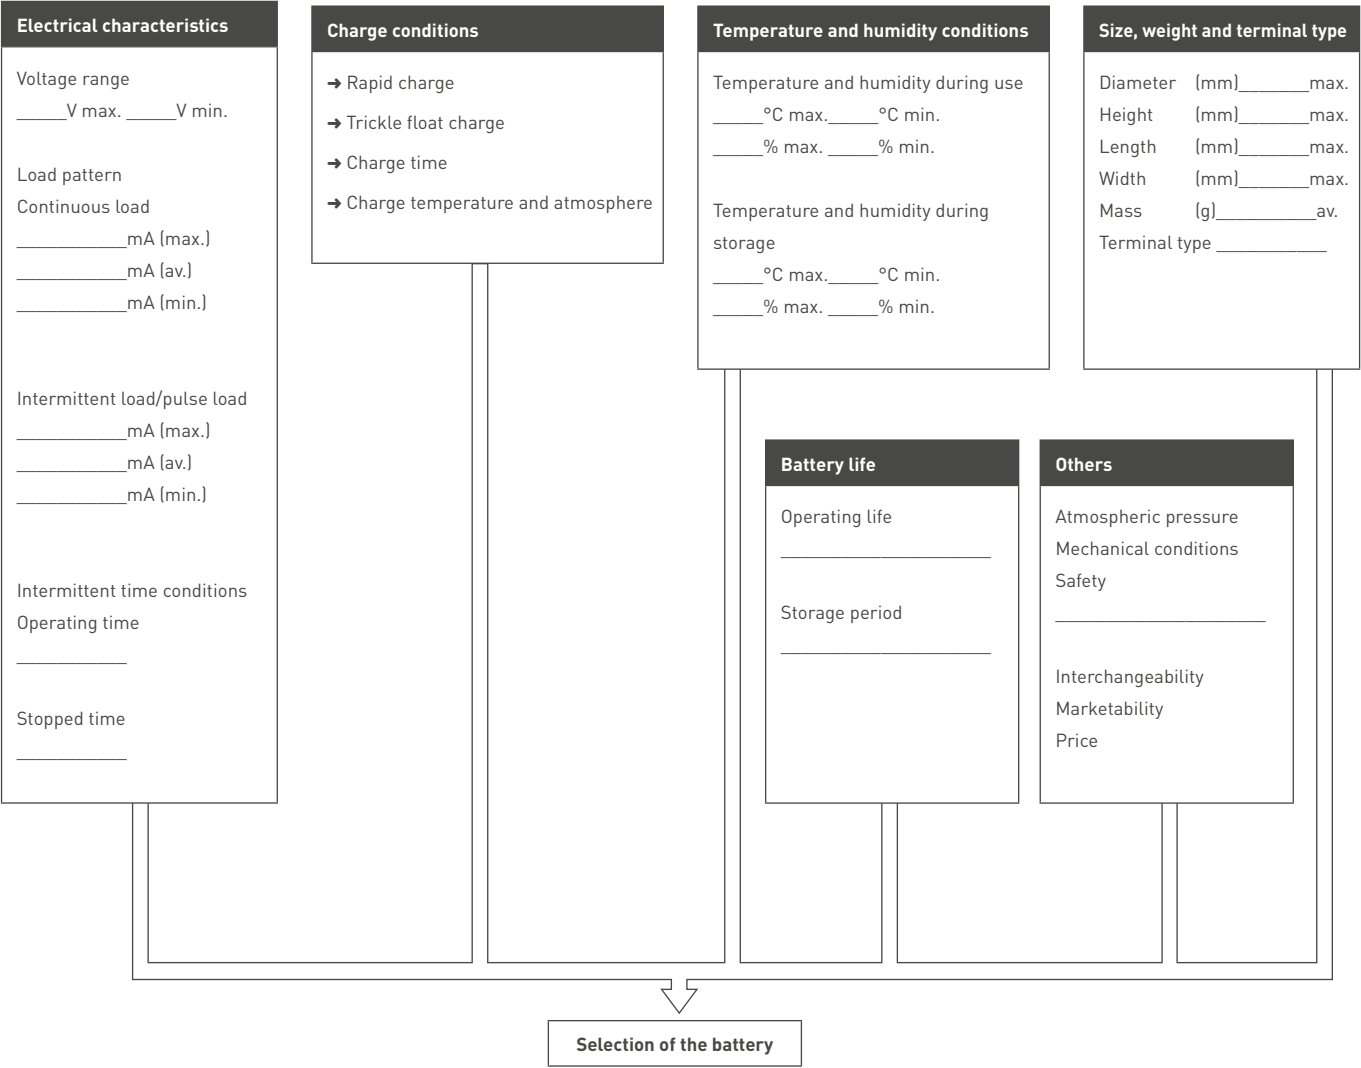 Electrical characteristics
Voltage range
_____V max. _____V min.
Load pattern
Continuous load
___________mA (max.)
___________mA (av.)
___________mA (min.)
Intermittent load/pulse load
___________mA (max.)
___________mA (av.)
___________mA (min.)
Intermittent time conditions
Operating time
___________
Stopped time
___________
Charge conditions
➜ Rapid charge
➜ Trickle float charge
➜ Charge time
➜ Charge temperature and atmosphere
Temperature and humidity conditions
Temperature and humidity during use
_____°C max._____°C min.
_____% max. _____% min.
Temperature and humidity during
storage
_____°C max._____°C min.
_____% max. _____% min.
Size, weight and terminal type
Diameter (mm)_______max.
Height (mm)_______max.
Length (mm)_______max.
Width (mm)_______max.
Mass (g)__________av.
Terminal type ___________
Battery life
Operating life
_____________________
Storage period
_____________________
Others
Atmospheric pressure
Mechanical conditions
Safety
_____________________
Interchangeability
Marketability
Price
Selection of the battery